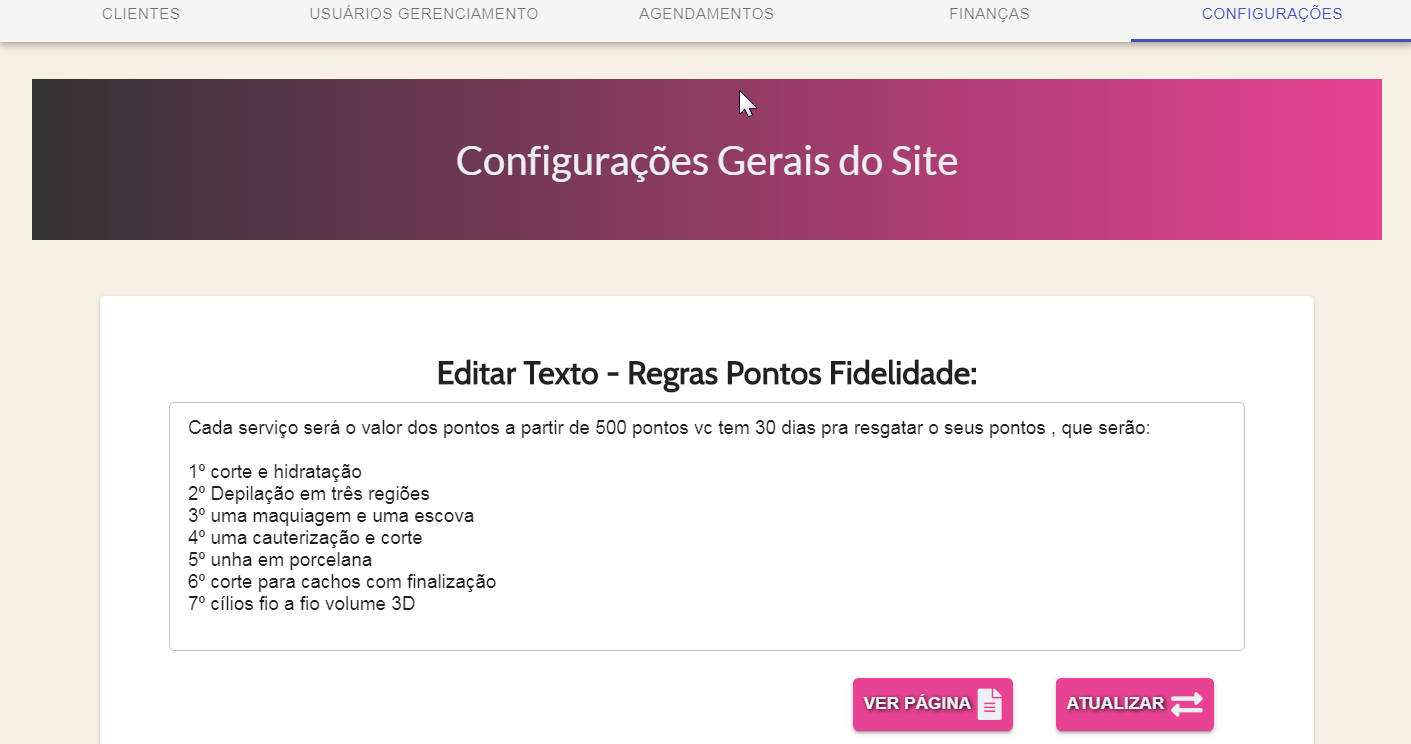 CLIENTES
USUÁRIOS GERENCIAMENTO
AGENDAMENTOS
FINANÇAS
CONFIGURAÇÕES
Configurações Gerais do Site
Editar Texto - Regras Pontos Fidelidade:
Cada serviço será o valor dos pontos a partir de 500 pontos vc tem 30 dias pra resgatar o seus pontos , que serão:
1º corte e hidratação
2º Depilação em três regiões
3º uma maquiagem e uma escova
4º uma cauterização e corte
5º unha em porcelana
6º corte para cachos com finalização
7º cílios fio a fio volume 3D
VER PÁGINA
ATUALIZAR